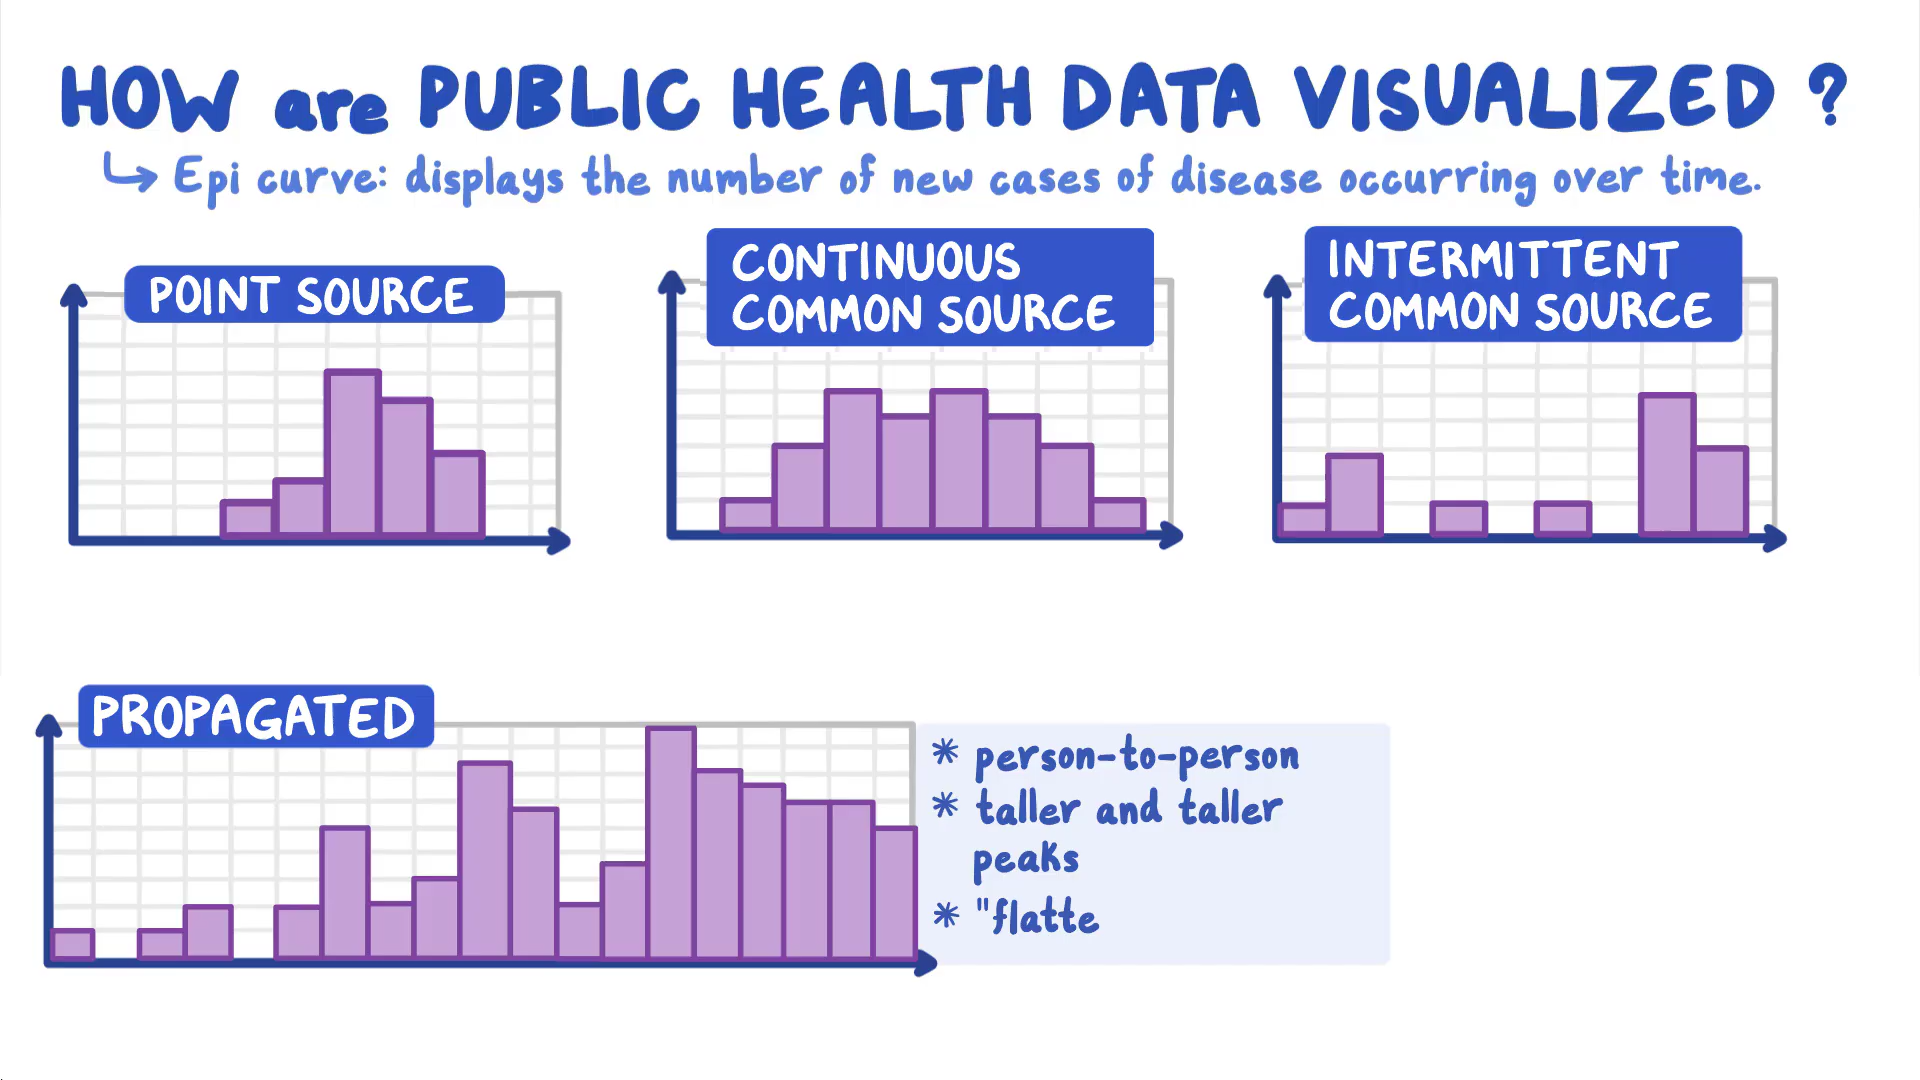 HOW are PUBLIC HEALTH DATA VISUALIZED ?
Epi curve: displays the number of new cases of disease occurring over time.
POINT SOURCE
CONTINUOUS
COMMON SOURCE
INTERMITTENT
COMMON SOURCE
PROPAGATED
* person-to-person
* taller and taller
peaks
* "flatte